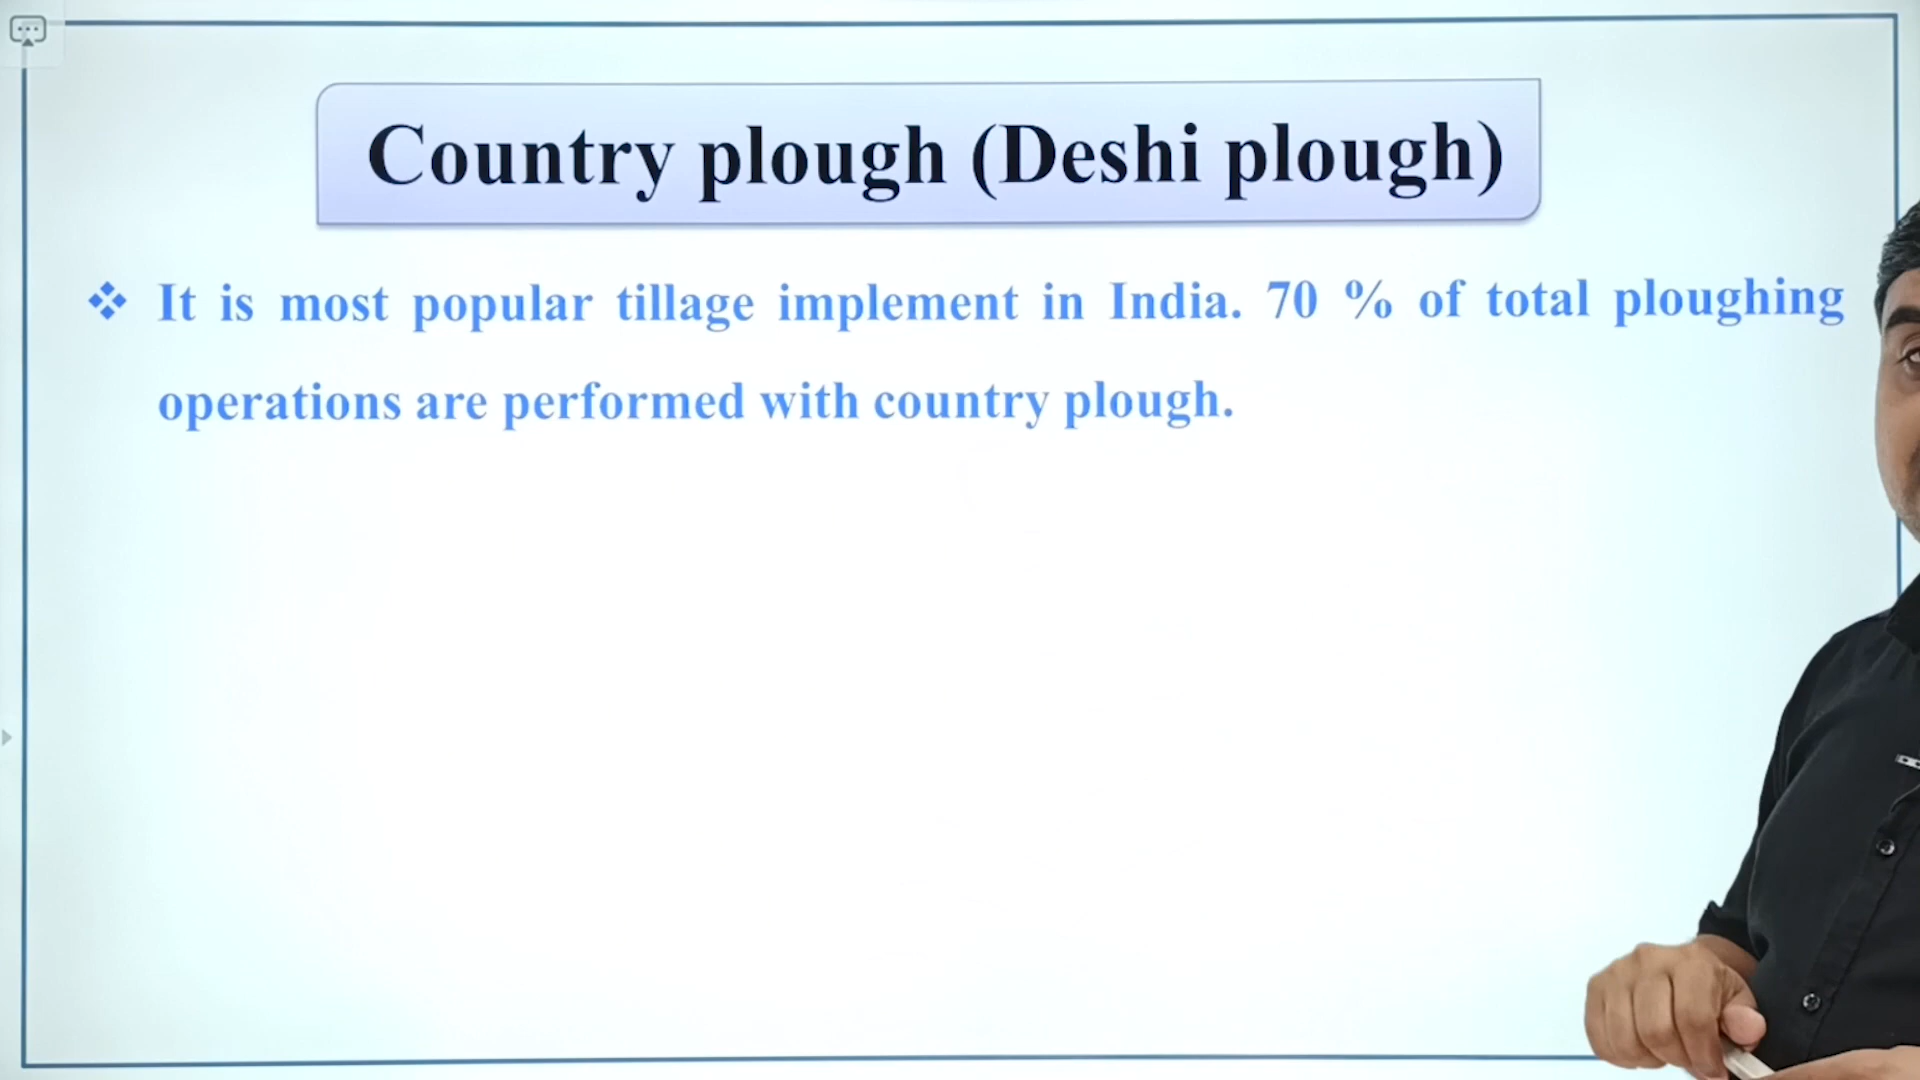 Country plough (Deshi plough)
❖ It is most popular tillage implement in India. 70 % of total ploughing
operations are performed with country plough.